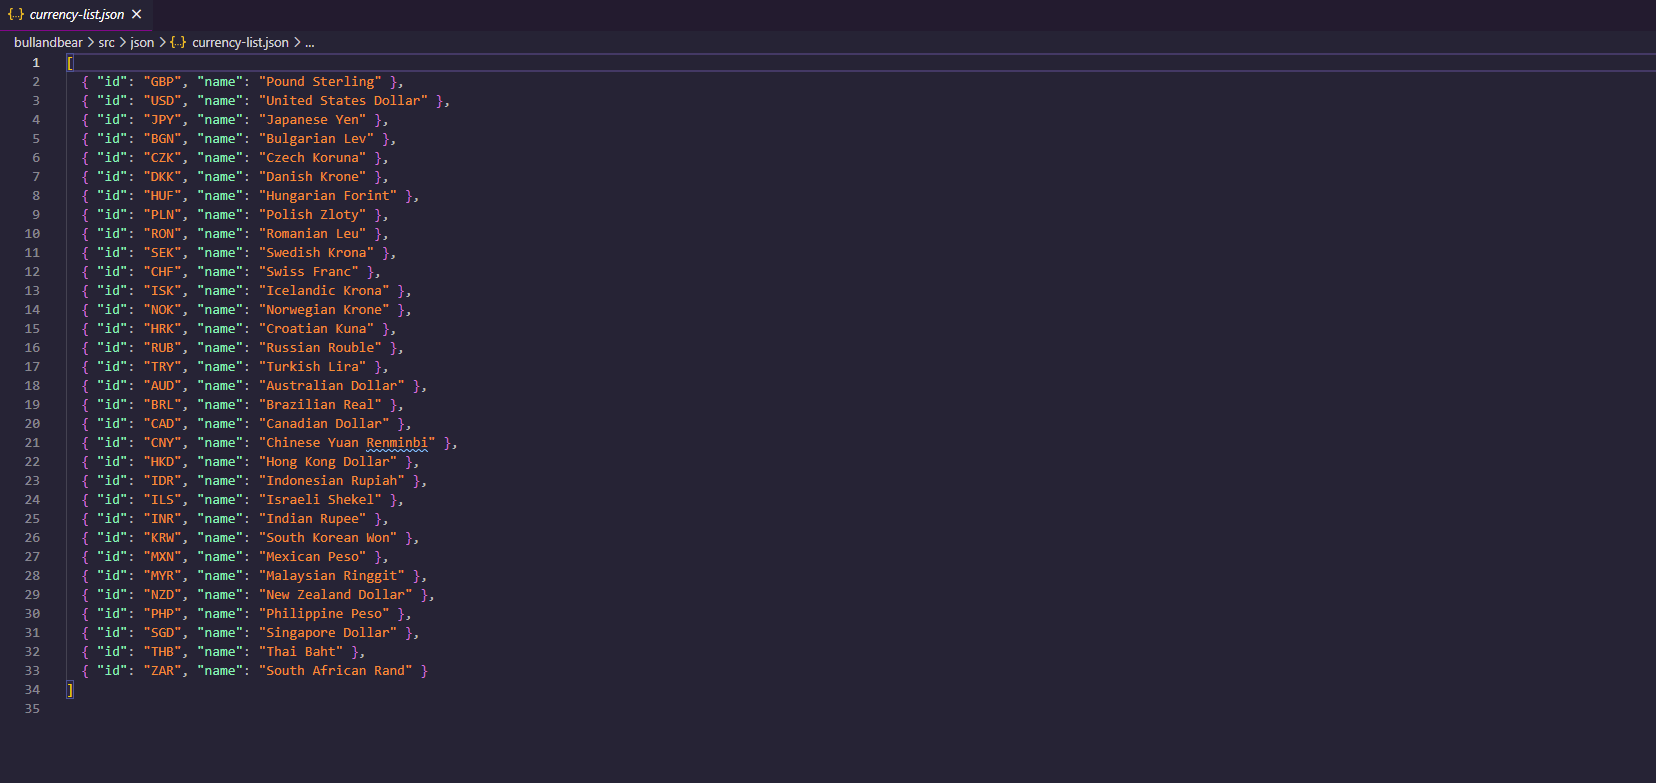 {..} currency-list.json ×
bullandbear > src > json > {..} currency-list.json > ...
1 [
2 { "id": "GBP", "name": "Pound Sterling" },
3 { "id": "USD", "name": "United States Dollar" },
4 { "id": "JPY", "name": "Japanese Yen" },
5 { "id": "BGN", "name": "Bulgarian Lev" },
6 { "id": "CZK", "name": "Czech Koruna" },
7 { "id": "DKK", "name": "Danish Krone" },
8 { "id": "HUF", "name": "Hungarian Forint" },
9 { "id": "PLN", "name": "Polish Zloty" },
10 { "id": "RON", "name": "Romanian Leu" },
11 { "id": "SEK", "name": "Swedish Krona" },
12 { "id": "CHF", "name": "Swiss Franc" },
13 { "id": "ISK", "name": "Icelandic Krona" },
14 { "id": "NOK", "name": "Norwegian Krone" },
15 { "id": "HRK", "name": "Croatian Kuna" },
16 { "id": "RUB", "name": "Russian Rouble" },
17 { "id": "TRY", "name": "Turkish Lira" },
18 { "id": "AUD", "name": "Australian Dollar" },
19 { "id": "BRL", "name": "Brazilian Real" },
20 { "id": "CAD", "name": "Canadian Dollar" },
21 { "id": "CNY", "name": "Chinese Yuan Renminbi" },
22 { "id": "HKD", "name": "Hong Kong Dollar" },
23 { "id": "IDR", "name": "Indonesian Rupiah" },
24 { "id": "ILS", "name": "Israeli Shekel" },
25 { "id": "INR", "name": "Indian Rupee" },
26 { "id": "KRW", "name": "South Korean Won" },
27 { "id": "MXN", "name": "Mexican Peso" },
28 { "id": "MYR", "name": "Malaysian Ringgit" },
29 { "id": "NZD", "name": "New Zealand Dollar" },
30 { "id": "PHP", "name": "Philippine Peso" },
31 { "id": "SGD", "name": "Singapore Dollar" },
32 { "id": "THB", "name": "Thai Baht" },
33 { "id": "ZAR", "name": "South African Rand" }
34 ]
35